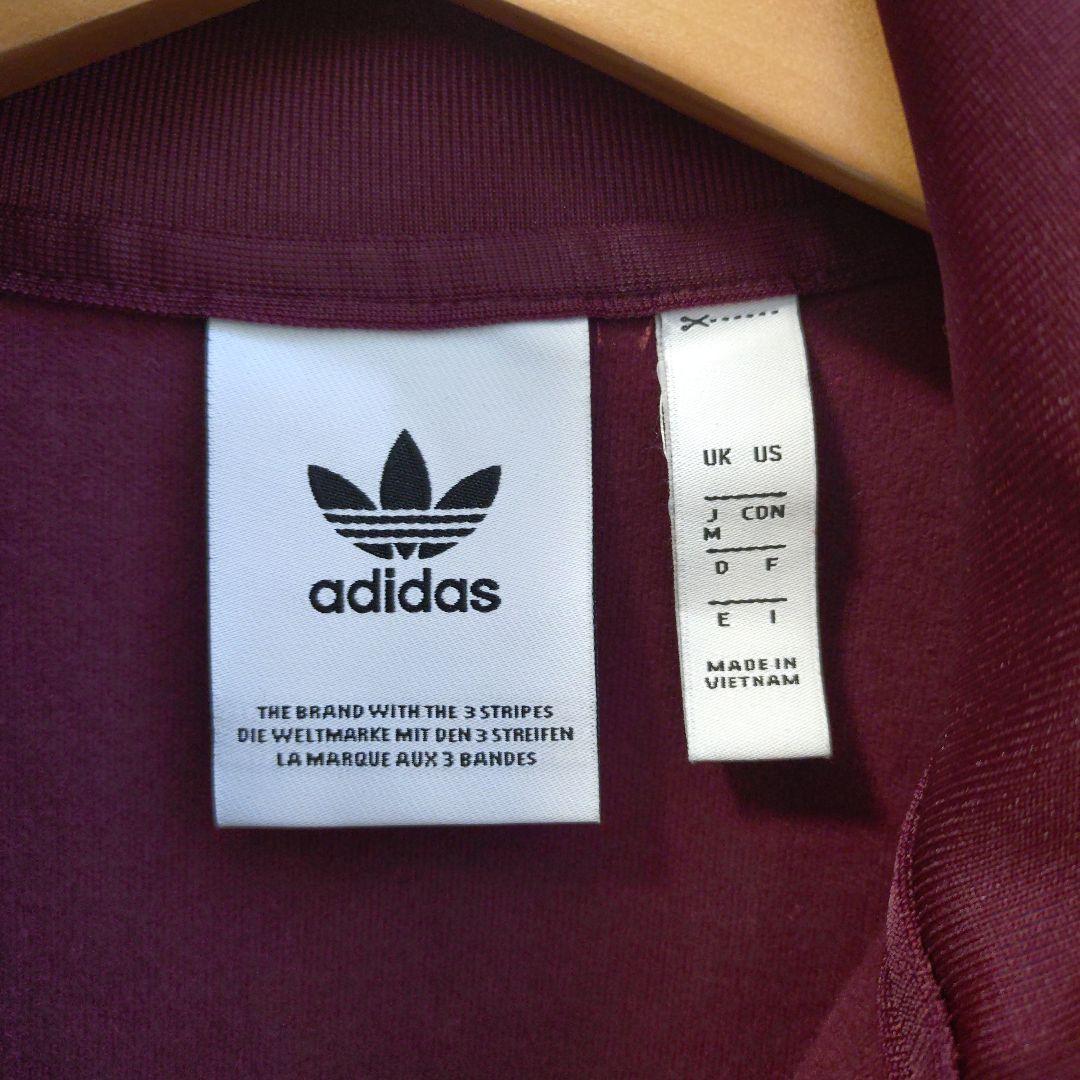 adidas
THE BRAND WITH THE 3 STRIPES
DIE WELTMARKE MIT DEN 3 STREIFEN
LA MARQUE AUX 3 BANDES
UK US
J CDN
M
D F
E I
MADE IN
VIETNAM